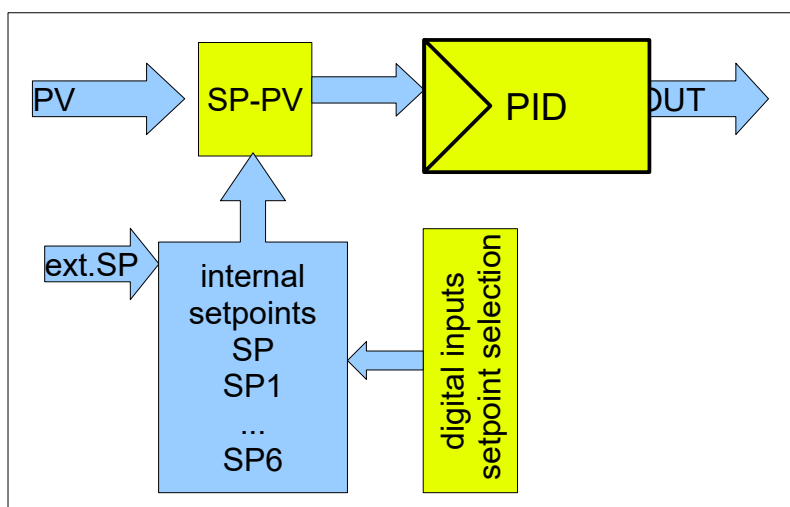 PV
SP-PV
PID
OUT
ext.SP
internal
setpoints
SP
SP1
...
SP6
digital inputs
setpoint selection